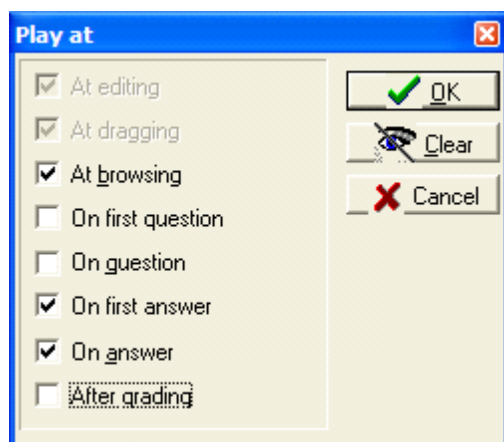 Play at
At editing
At dragging
At browsing
On first question
On question
On first answer
On answer
After grading
OK
Clear
Cancel